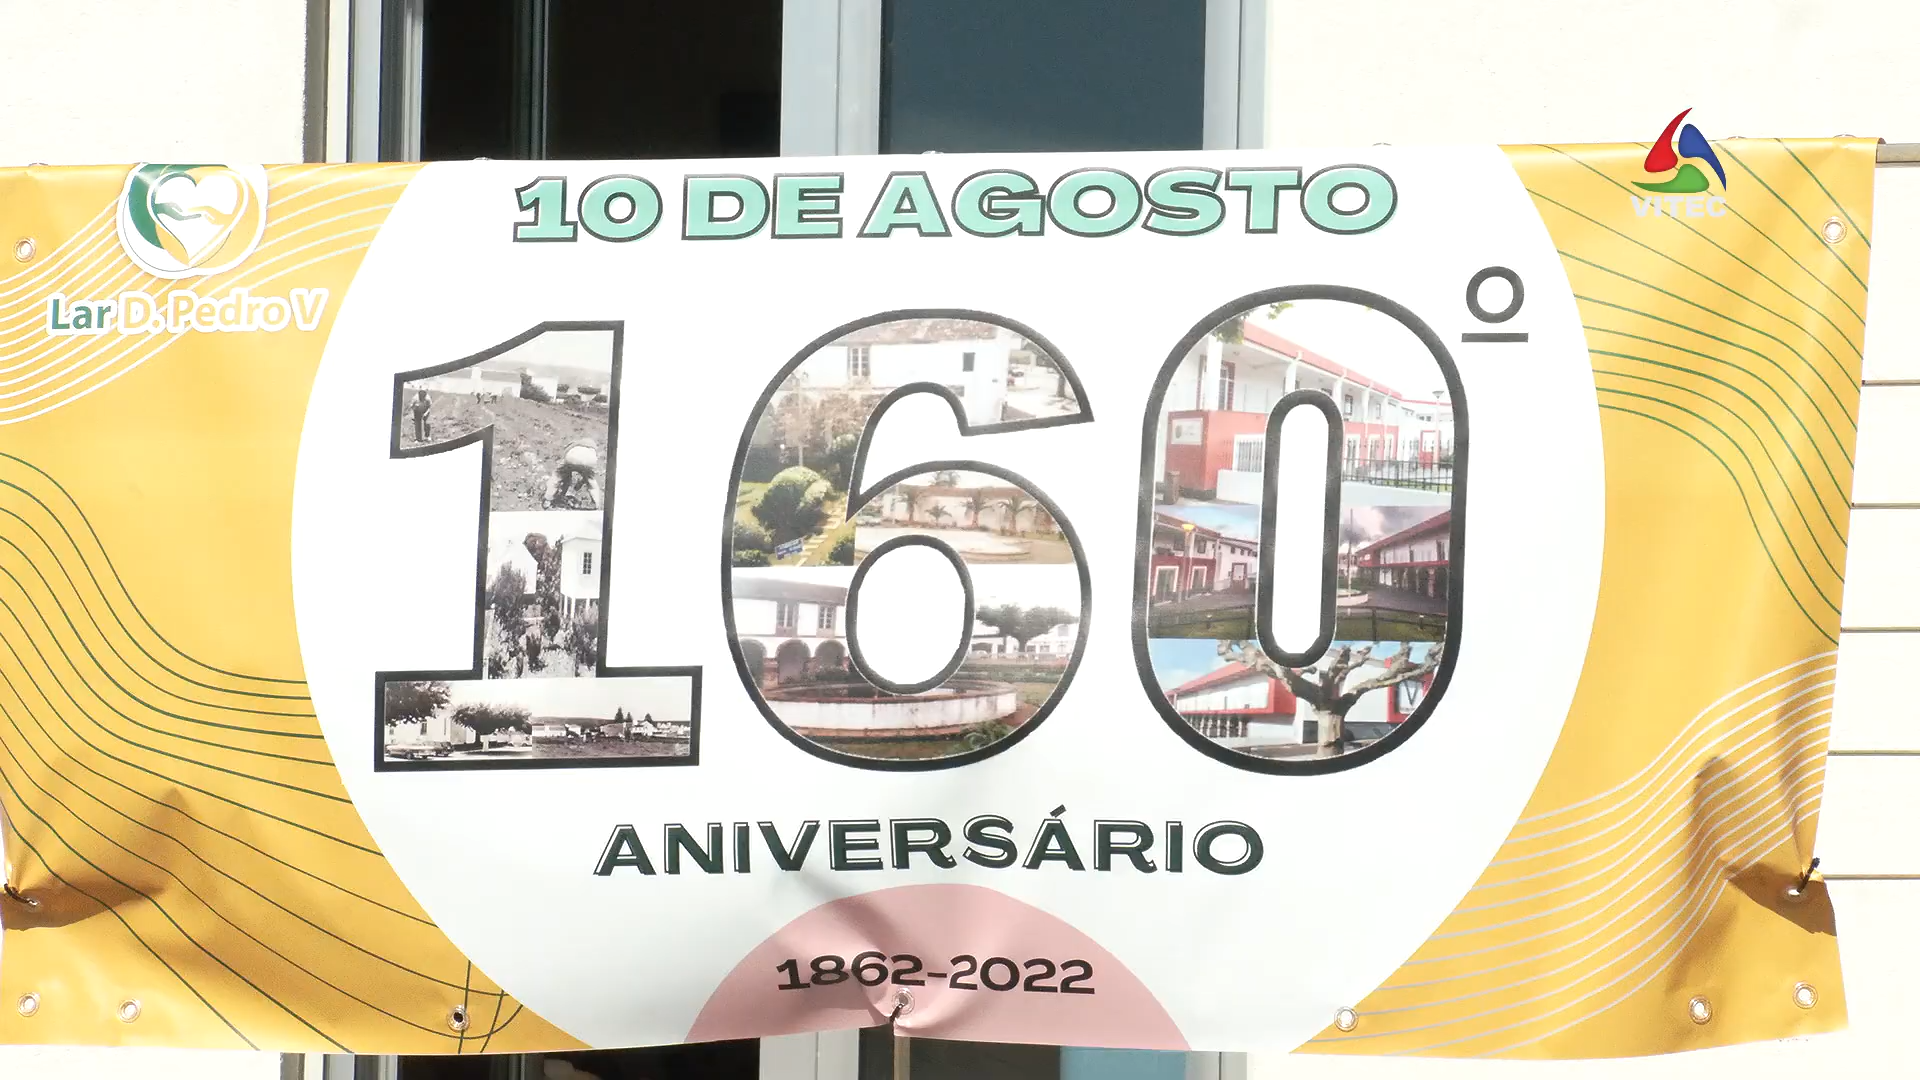 10 DE AGOSTO
VITEC
Lar D. Pedro V
160º
ANIVERSÁRIO
1862-2022